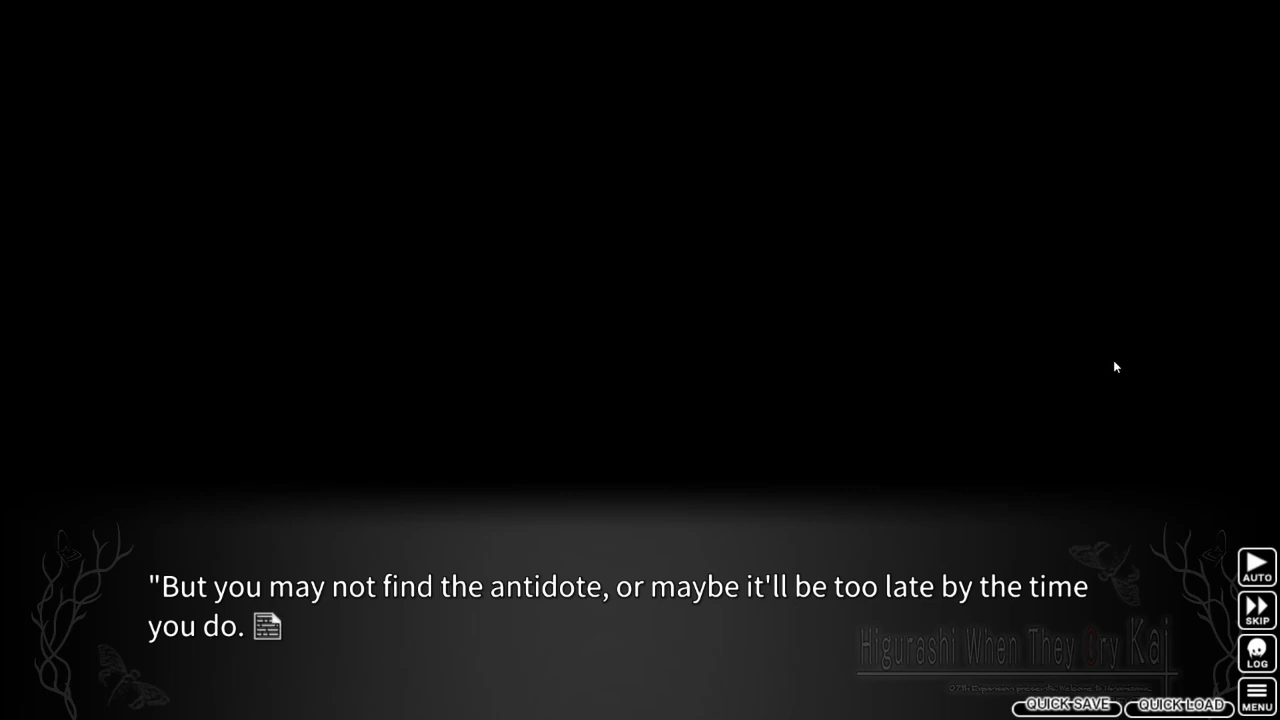 "But you may not find the antidote, or maybe it'll be too late by the time
you do.
AUTO
SKIP
LOG
MENU
Higurashi When They Cry Kai
QUICK SAVE
QUICK LOAD